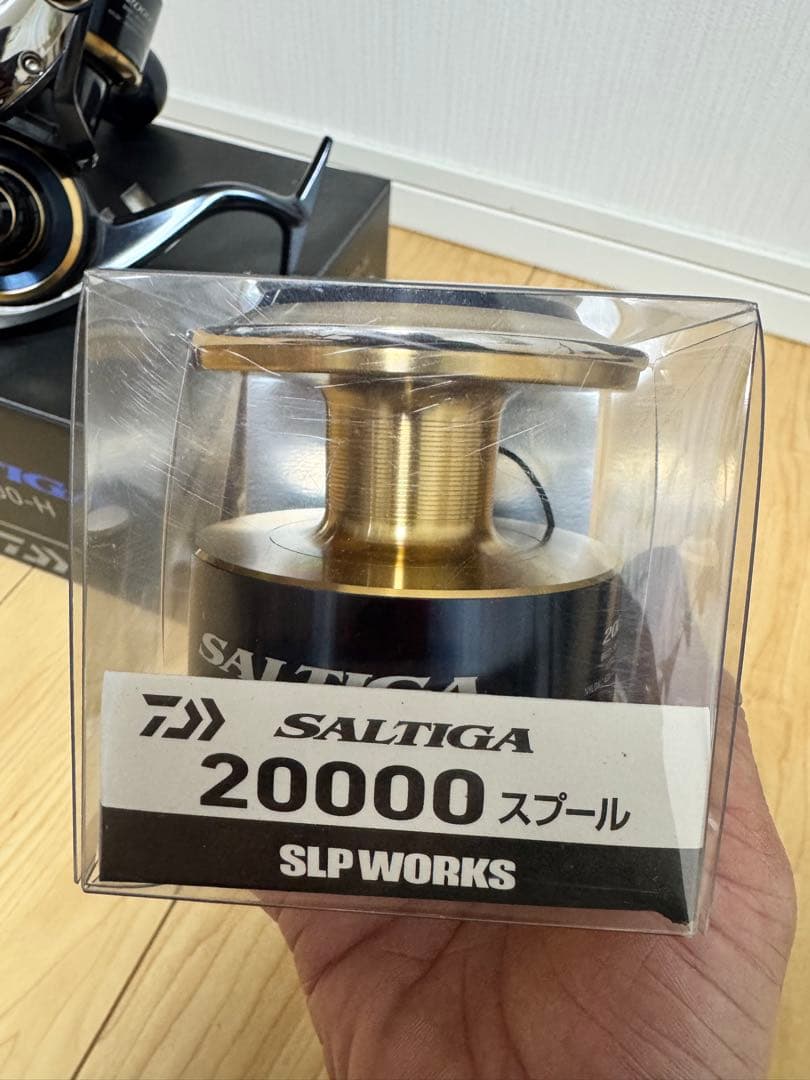 SALTIGA
SALTIGA
20000 スプール
SLP WORKS